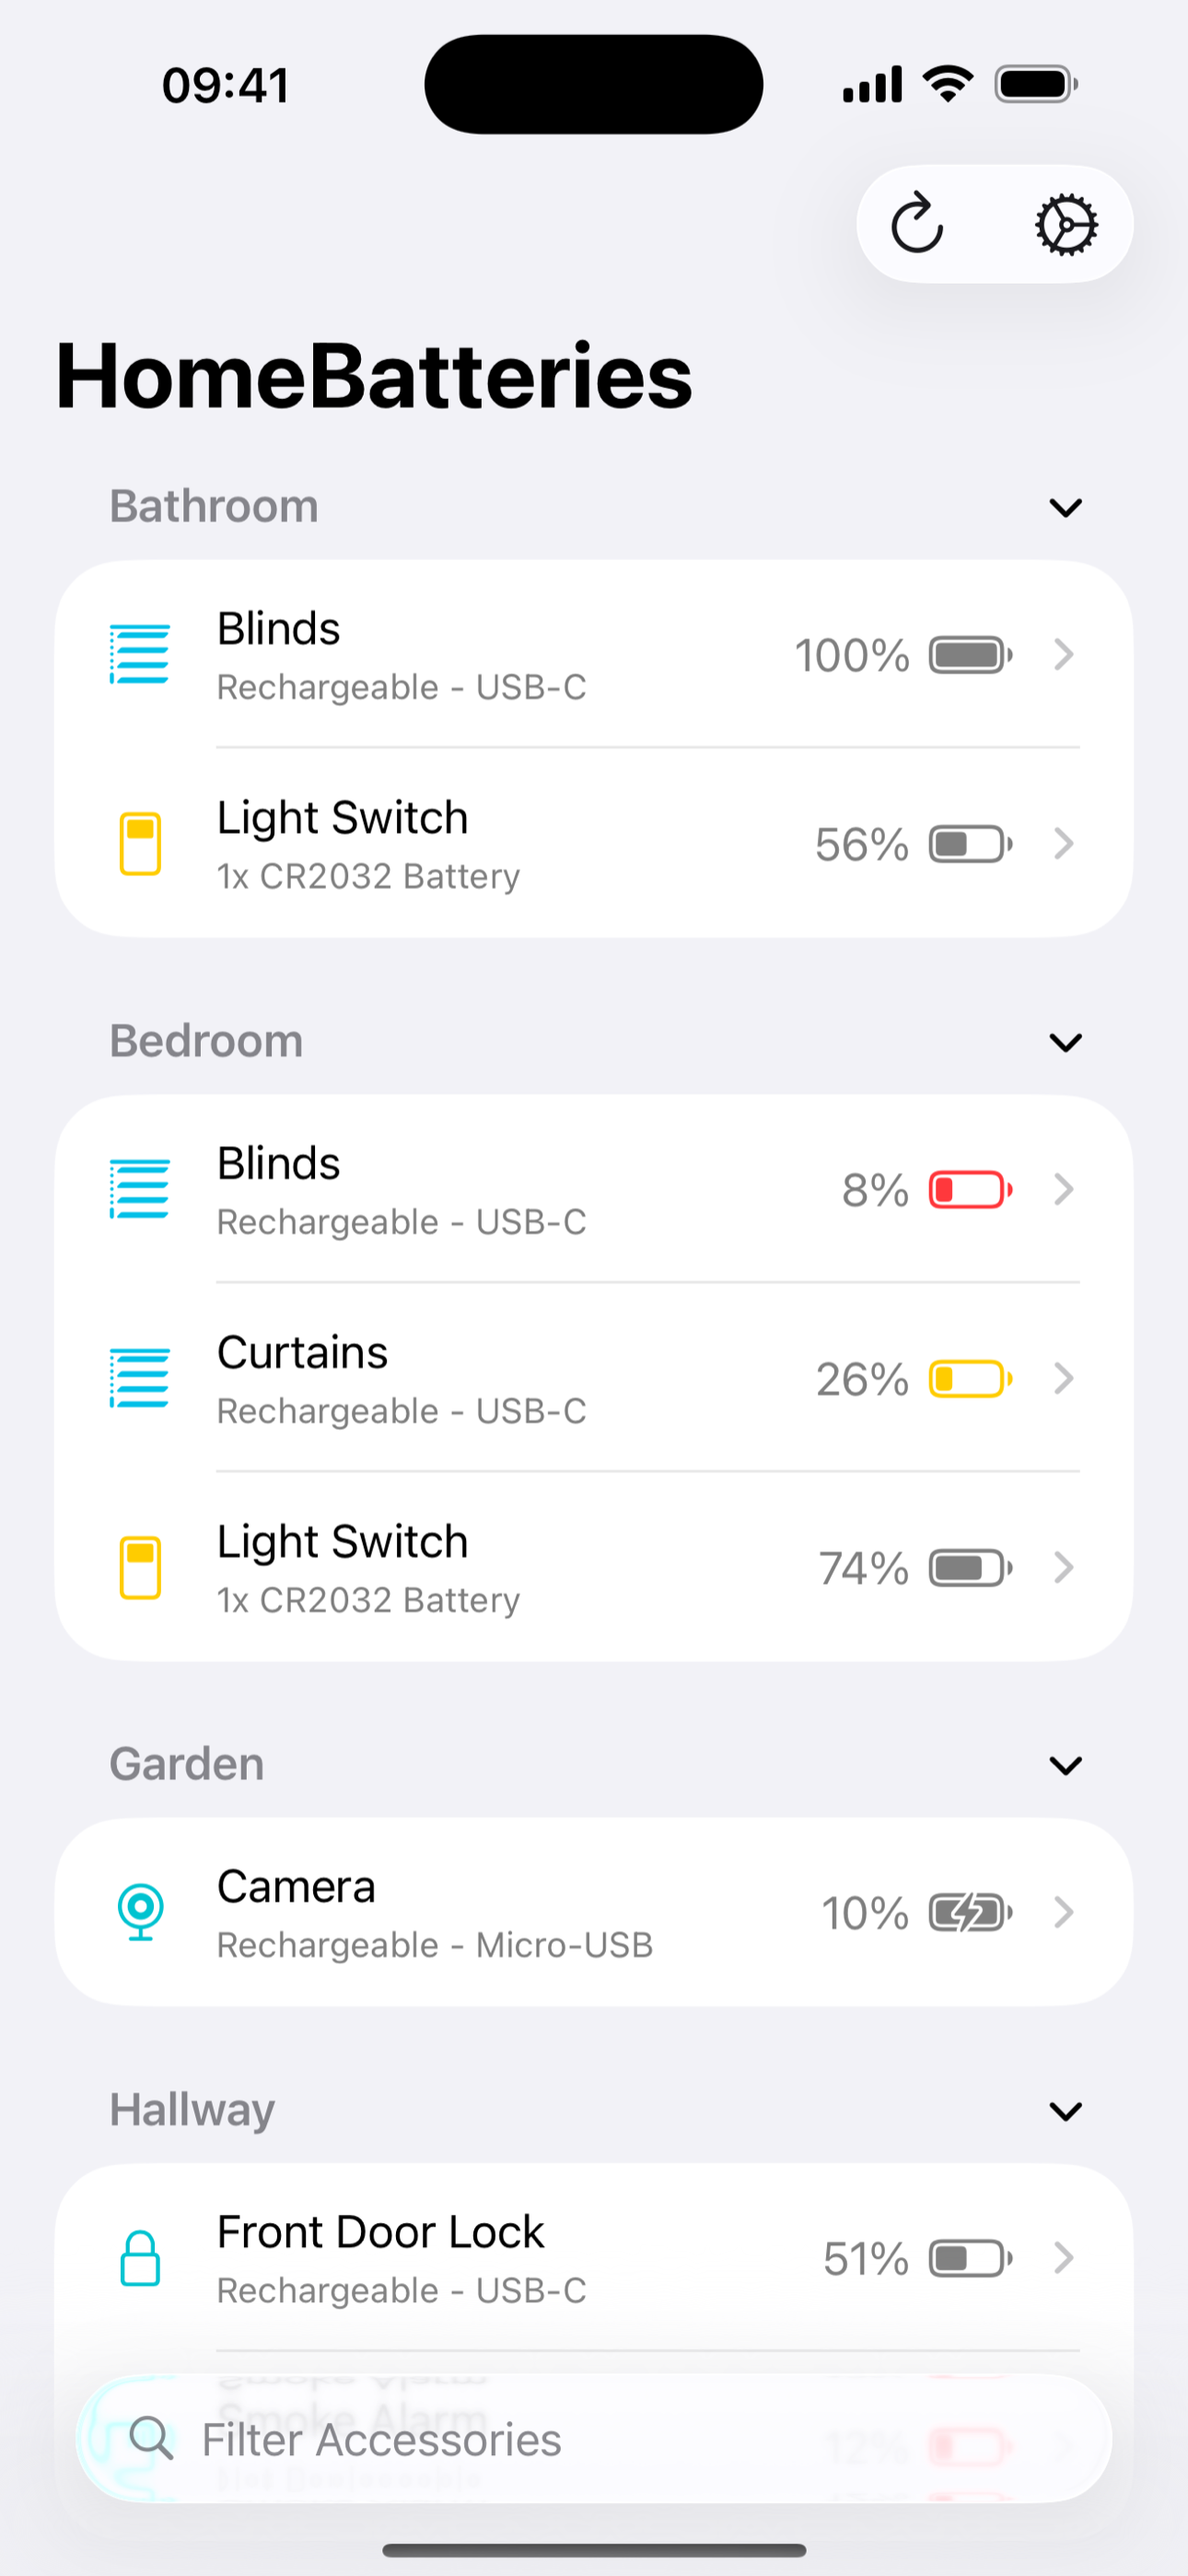 09:41
HomeBatteries
Bathroom
Blinds
Rechargeable - USB-C
100%
Light Switch
1x CR2032 Battery
56%
Bedroom
Blinds
Rechargeable - USB-C
8%
Curtains
Rechargeable - USB-C
26%
Light Switch
1x CR2032 Battery
74%
Garden
Camera
Rechargeable - Micro-USB
10%
Hallway
Front Door Lock
Rechargeable - USB-C
51%
Smoke Alarm
12%
Filter Accessories